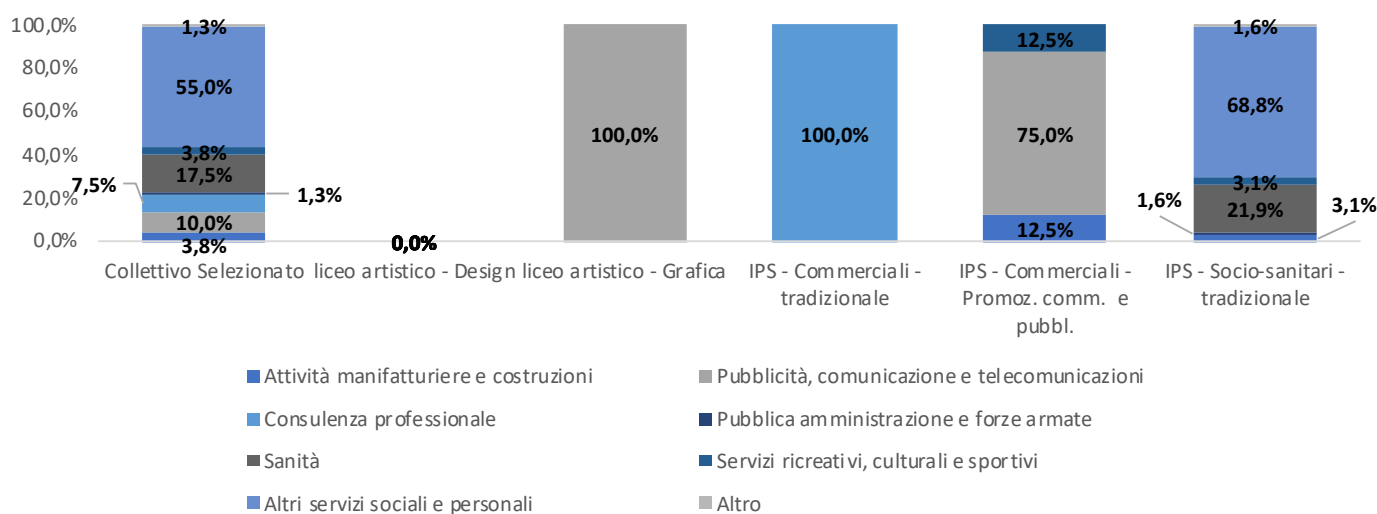 100,0%
80,0%
60,0%
40,0%
20,0%
0,0%
1,3%
55,0%
3,8%
17,5%
7,5%
1,3%
10,0%
3,8%
0,0%
100,0%
100,0%
12,5%
75,0%
12,5%
1,6%
68,8%
3,1%
21,9%
1,6%
3,1%
Collettivo Selezionato
liceo artistico - Design
liceo artistico - Grafica
IPS - Commerciali -
tradizionale
IPS - Commerciali -
Promoz. comm. e
pubbl.
IPS - Socio-sanitari -
tradizionale
Attività manifatturiere e costruzioni
Pubblicità, comunicazione e telecomunicazioni
Consulenza professionale
Pubblica amministrazione e forze armate
Sanità
Servizi ricreativi, culturali e sportivi
Altri servizi sociali e personali
Altro